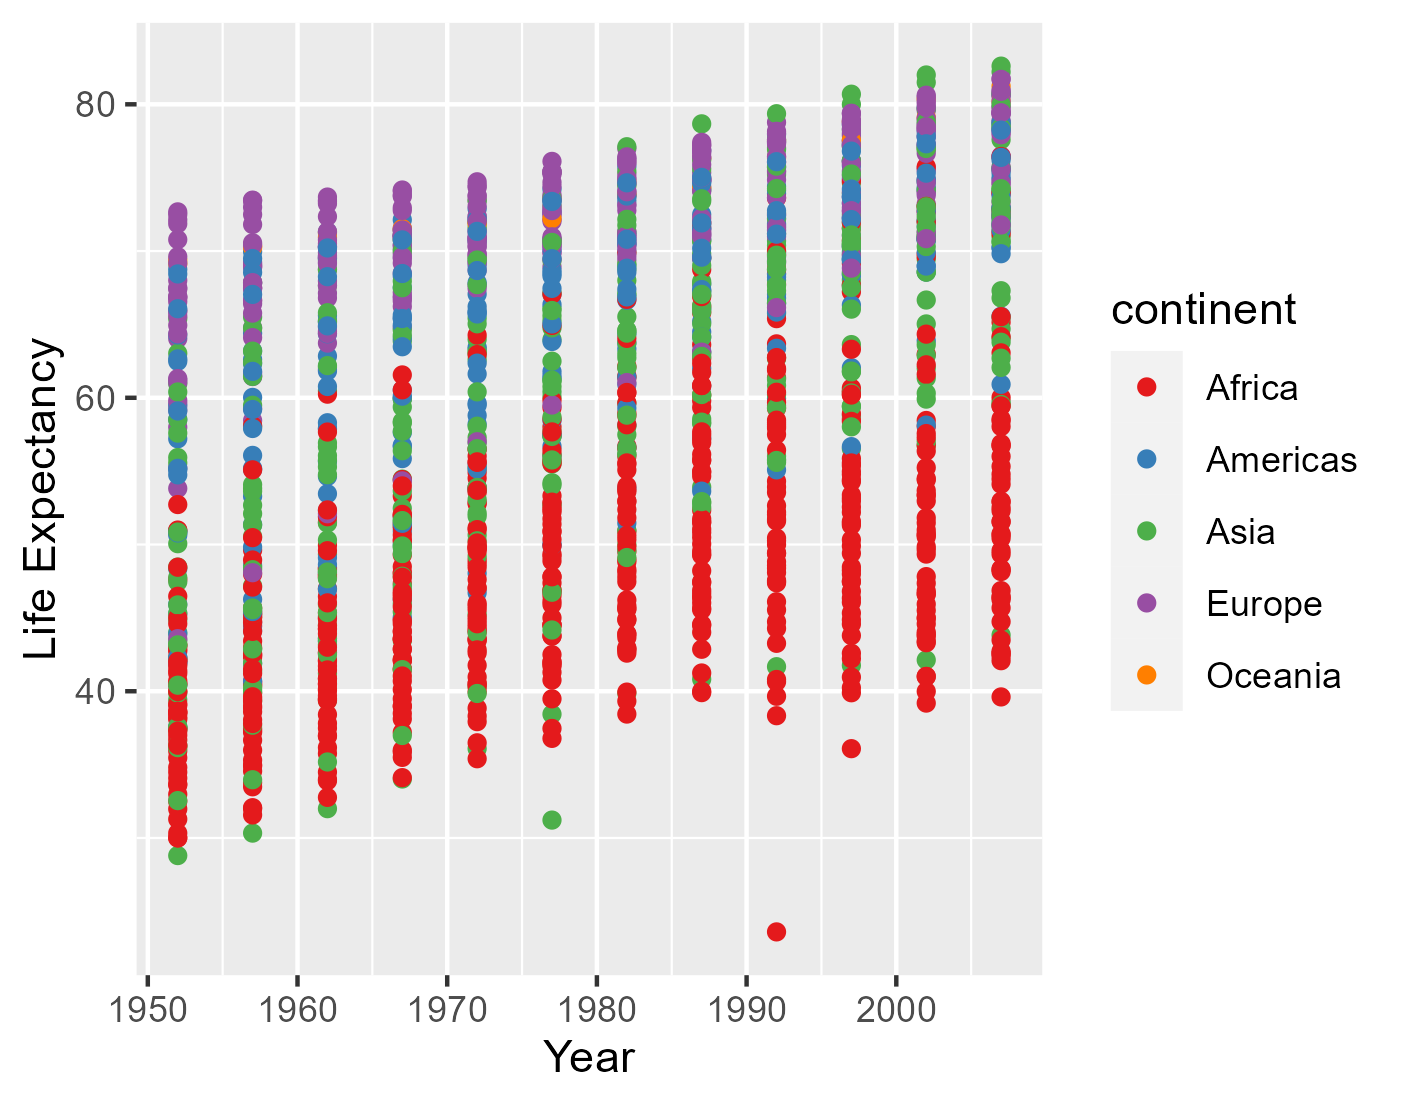 80
60
40
Life Expectancy
1950 1960 1970 1980 1990 2000
Year
continent
Africa
Americas
Asia
Europe
Oceania